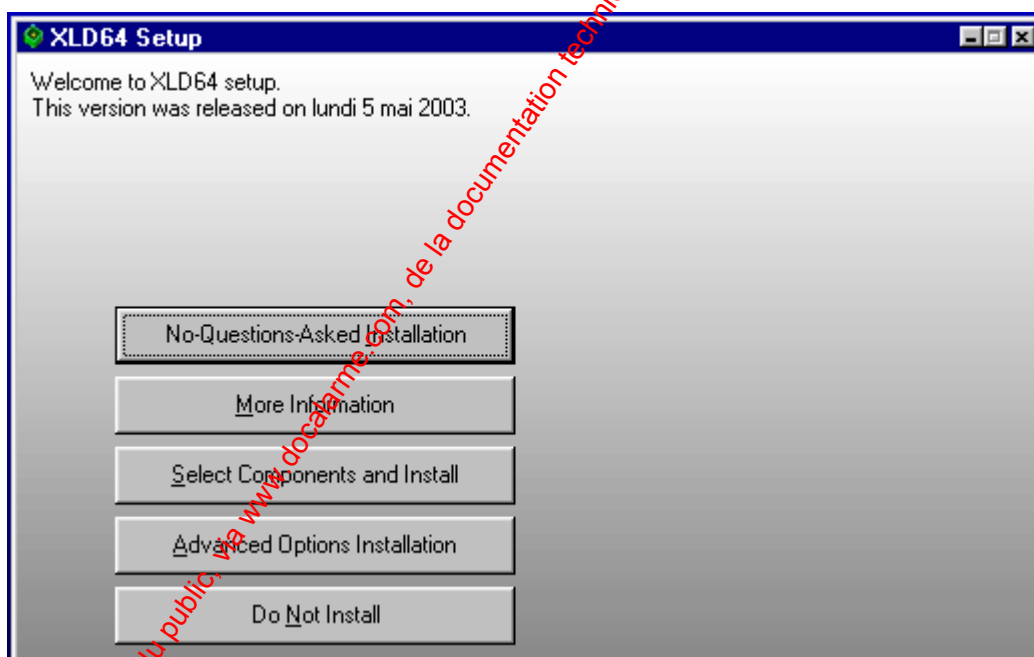 XLD64 Setup
Welcome to XLD64 setup.
This version was released on lundi 5 mai 2003.
No-Questions-Asked Installation
More Information
Select Components and Install
Advanced Options Installation
Do Not Install
du public, via www.docalarme.com, de la documentation